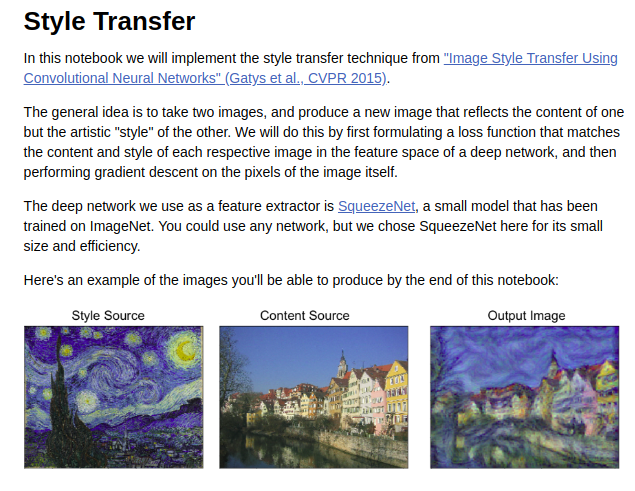 Style Transfer
In this notebook we will implement the style transfer technique from "Image Style Transfer Using
Convolutional Neural Networks" (Gatys et al., CVPR 2015).
The general idea is to take two images, and produce a new image that reflects the content of one
but the artistic "style" of the other. We will do this by first formulating a loss function that matches
the content and style of each respective image in the feature space of a deep network, and then
performing gradient descent on the pixels of the image itself.
The deep network we use as a feature extractor is SqueezeNet, a small model that has been
trained on ImageNet. You could use any network, but we chose SqueezeNet here for its small
size and efficiency.
Here's an example of the images you'll be able to produce by the end of this notebook:
Style Source
Content Source
Output Image